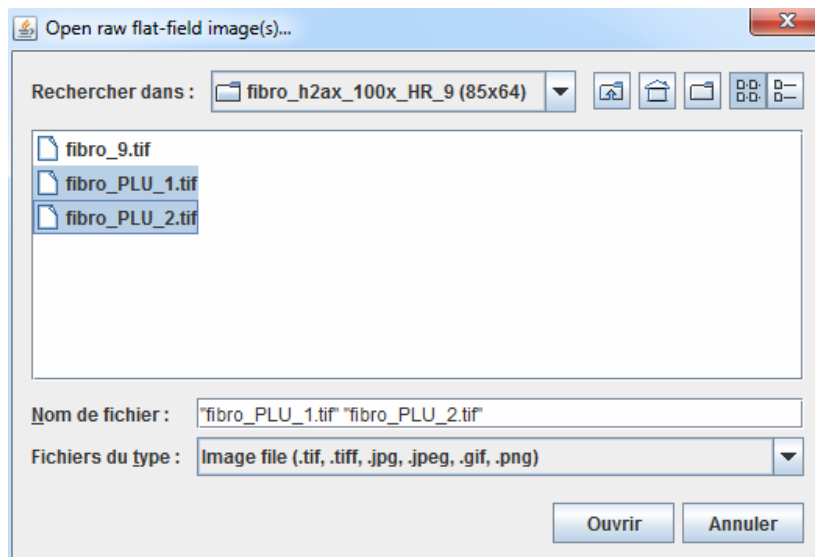 Open raw flat-field image(s)...
Rechercher dans : fibro_h2ax_100x_HR_9 (85x64)
fibro_9.tif
fibro_PLU_1.tif
fibro_PLU_2.tif
Nom de fichier : "fibro_PLU_1.tif" "fibro_PLU_2.tif"
Fichiers du type : Image file (.tif, .tiff, .jpg, .jpeg, .gif, .png)
Ouvrir Annuler